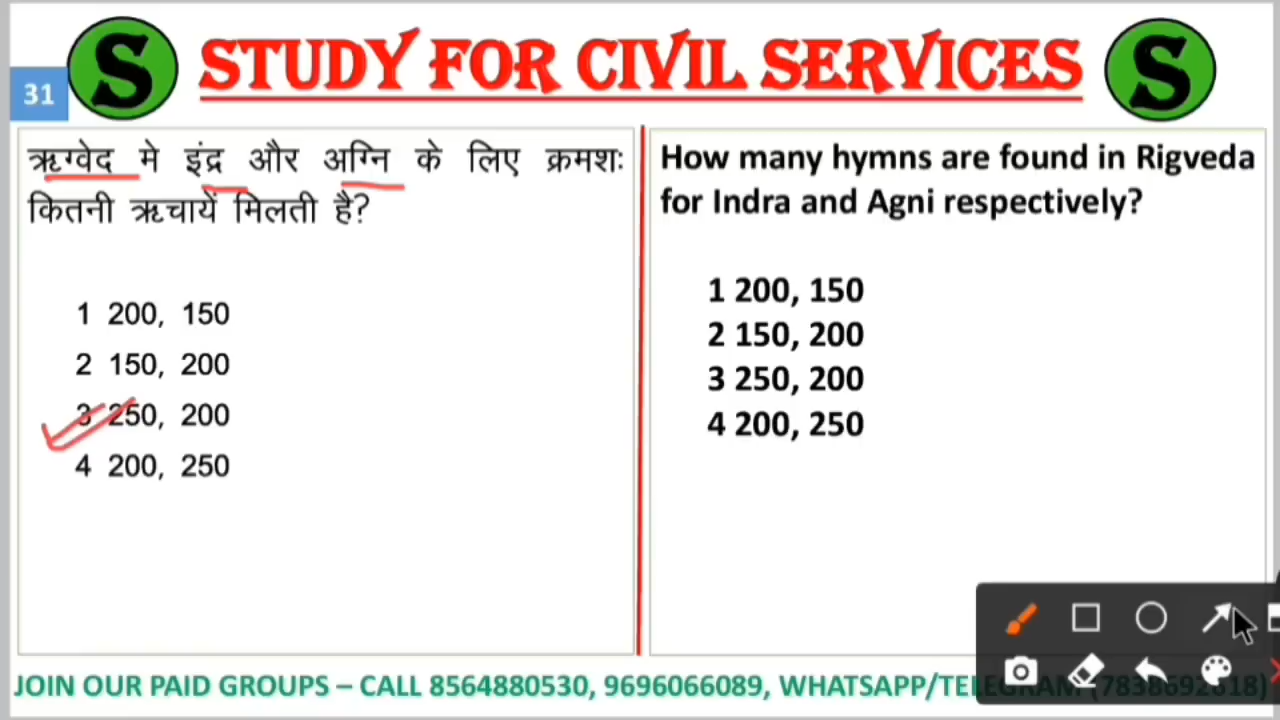 S STUDY FOR CIVIL SERVICES S
31
ऋग्वेद मे इंद्र और अग्नि के लिए क्रमशः
कितनी ऋचायें मिलती है?
1 200, 150
2 150, 200
3 250, 200
4 200, 250
How many hymns are found in Rigveda
for Indra and Agni respectively?
1 200, 150
2 150, 200
3 250, 200
4 200, 250
JOIN OUR PAID GROUPS – CALL 8564880530, 9696066089, WHATSAPP/TELEGRAM (7838692618)